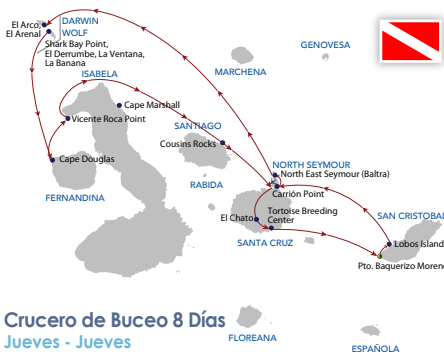 El Arco,
El Arenal
DARWIN
WOLF
Shark Bay Point,
El Derrumbe, La Ventana,
La Banana
GENOVESA
MARCHENA
ISABELA
Cape Marshall
Vicente Roca Point
SANTIAGO
Cousins Rocks
Cape Douglas
NORTH SEYMOUR
North East Seymour (Baltra)
RABIDA
Carrión Point
FERNANDINA
El Chato
Tortoise Breeding
Center
SAN CRISTOBAL
SANTA CRUZ
Lobos Island
Pto. Baquerizo Moreno
Crucero de Buceo 8 Días
Jueves - Jueves
FLOREANA
ESPAÑOLA